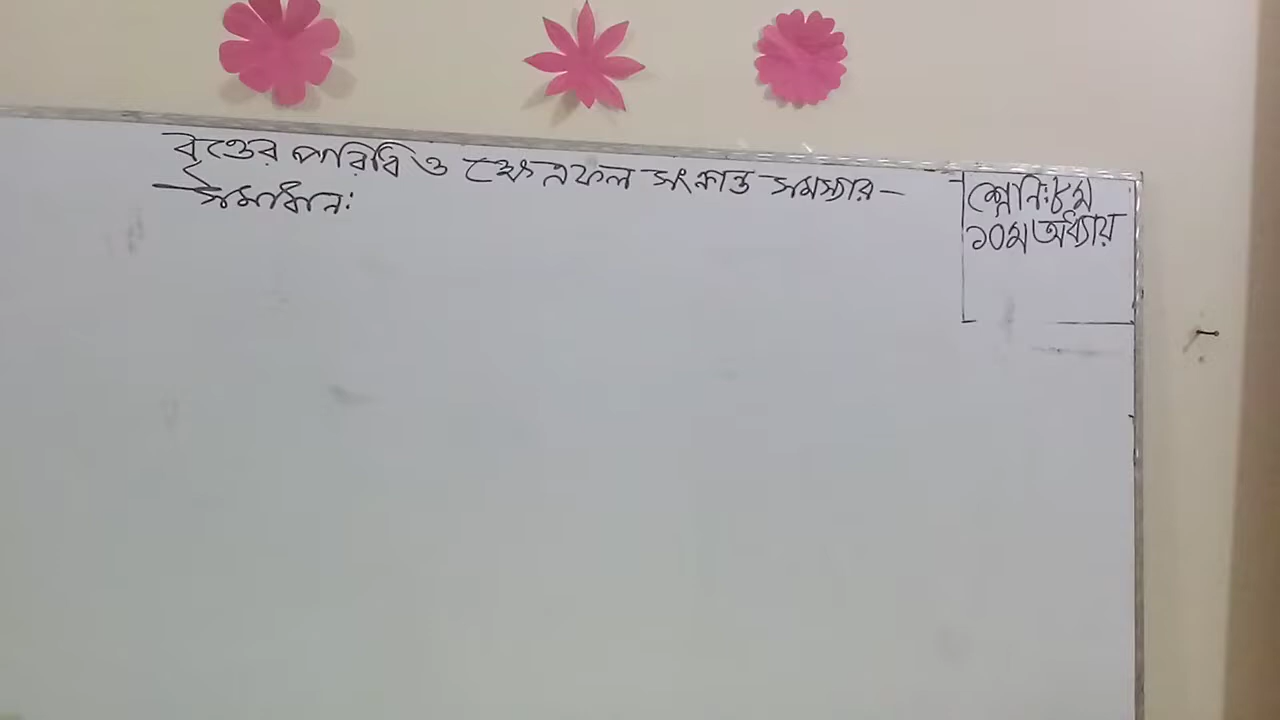 বৃত্তের পরিধি ও ক্ষেত্রফল সংক্রান্ত সমস্যার-
সমাধান:
শ্রেনি:৮ম
১০ম অধ্যায়